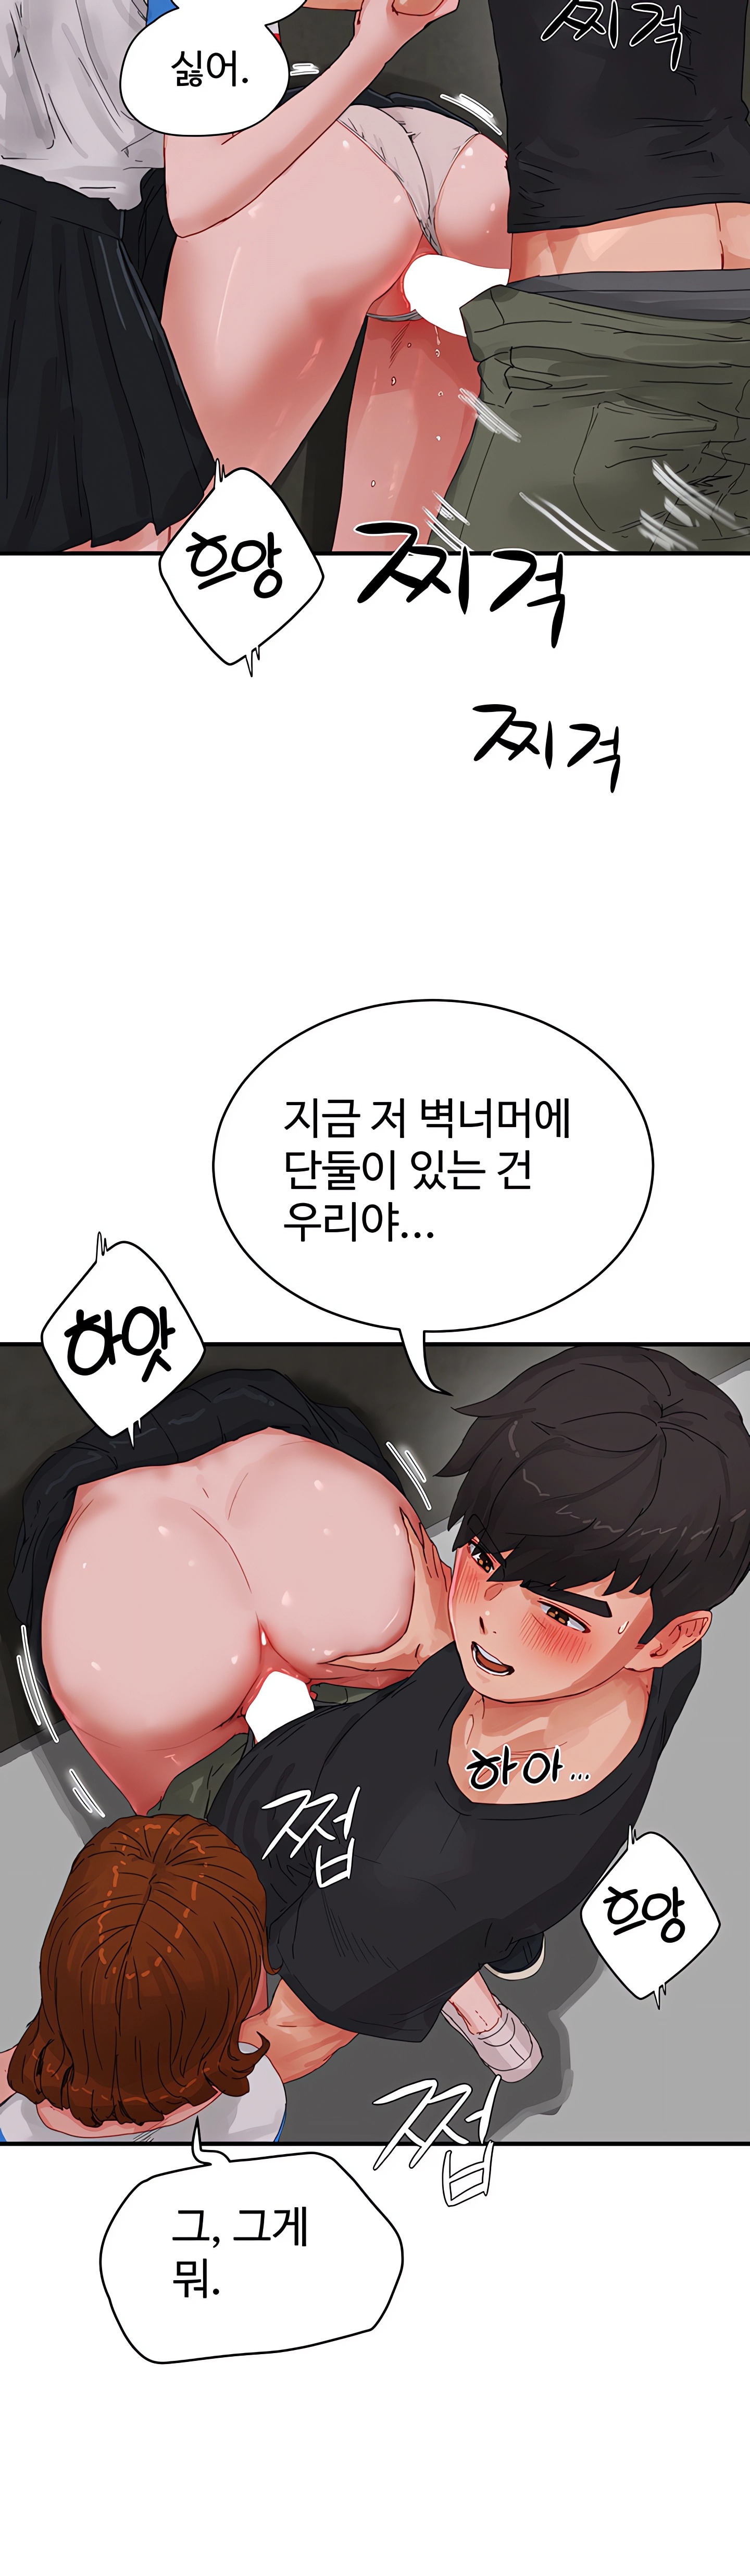 찌걱
싫어.
흐앙
찌걱
찌걱
지금 저 벽너머에
단둘이 있는 건
우리야...
하앗
하아...
쩝
흐앙
쩝
그, 그게
뭐.